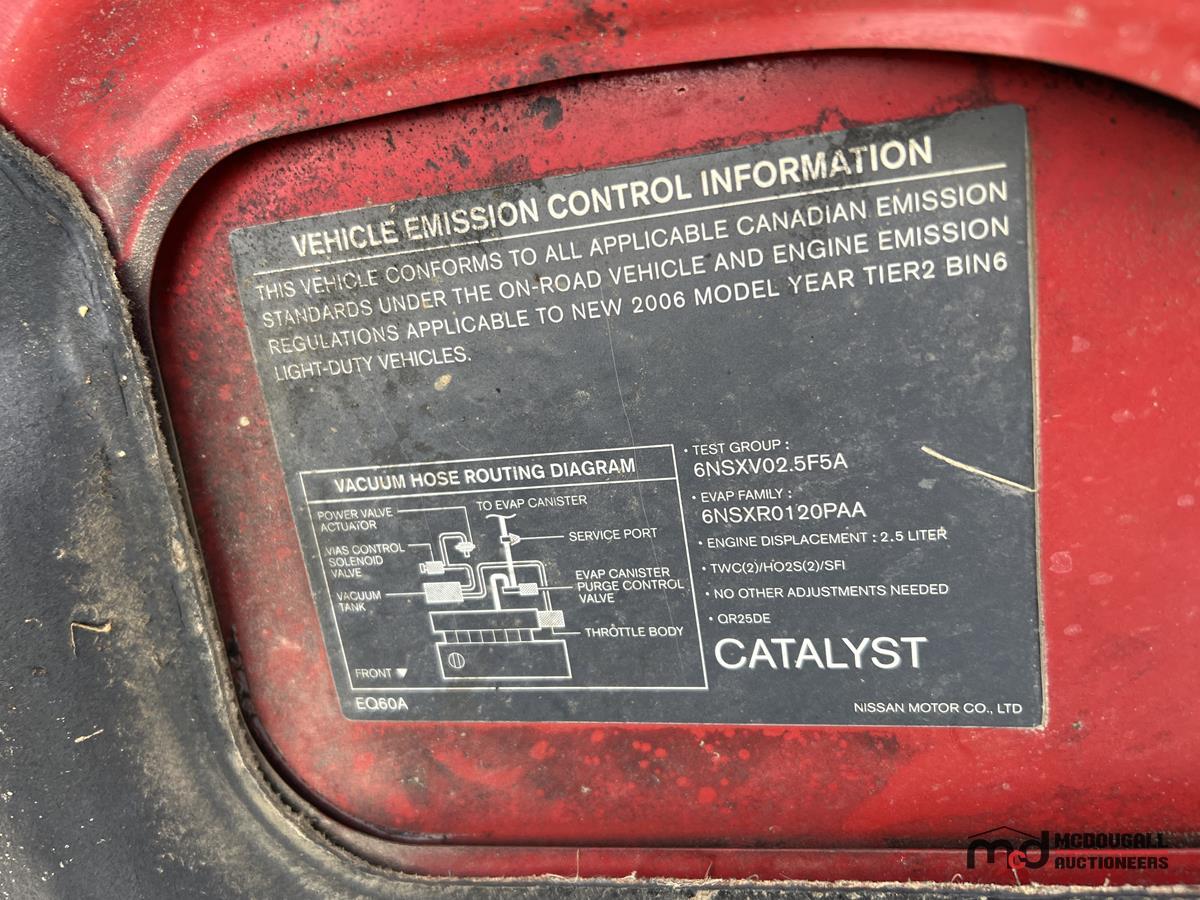 VEHICLE EMISSION CONTROL INFORMATION
THIS VEHICLE CONFORMS TO ALL APPLICABLE CANADIAN EMISSION
STANDARDS UNDER THE ON-ROAD VEHICLE AND ENGINE EMISSION
REGULATIONS APPLICABLE TO NEW 2006 MODEL YEAR TIER2 BIN6
LIGHT-DUTY VEHICLES.
VACUUM HOSE ROUTING DIAGRAM
TO EVAP CANISTER
POWER VALVE
ACTUATOR
SERVICE PORT
VIAS CONTROL
SOLENOID
VALVE
EVAP CANISTER
PURGE CONTROL
VALVE
VACUUM
TANK
THROTTLE BODY
FRONT ▼
EQ60A
• TEST GROUP :
6NSXV02.5F5A
• EVAP FAMILY :
6NSXR0120PAA
• ENGINE DISPLACEMENT : 2.5 LITER
• TWC(2)/HO2S(2)/SFI
• NO OTHER ADJUSTMENTS NEEDED
• QR25DE
CATALYST
NISSAN MOTOR CO., LTD
mcd
MCDOUGALL
AUCTIONEERS